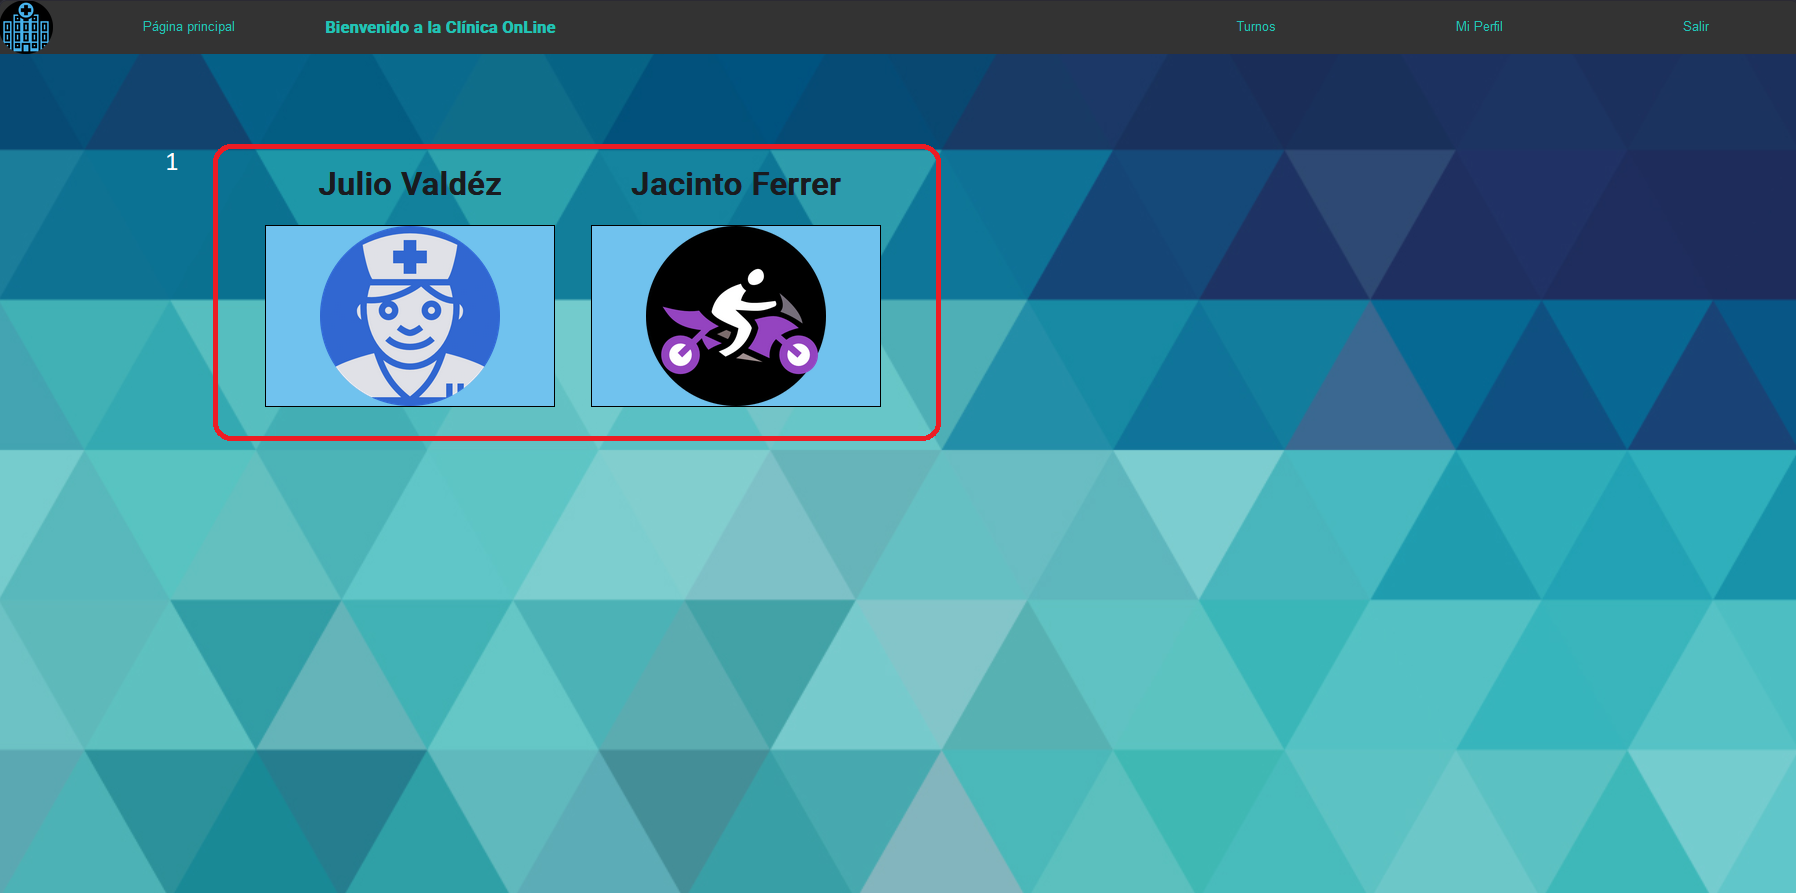 Página principal
Bienvenido a la Clínica OnLine
Turnos
Mi Perfil
Salir
1
Julio Valdéz
Jacinto Ferrer